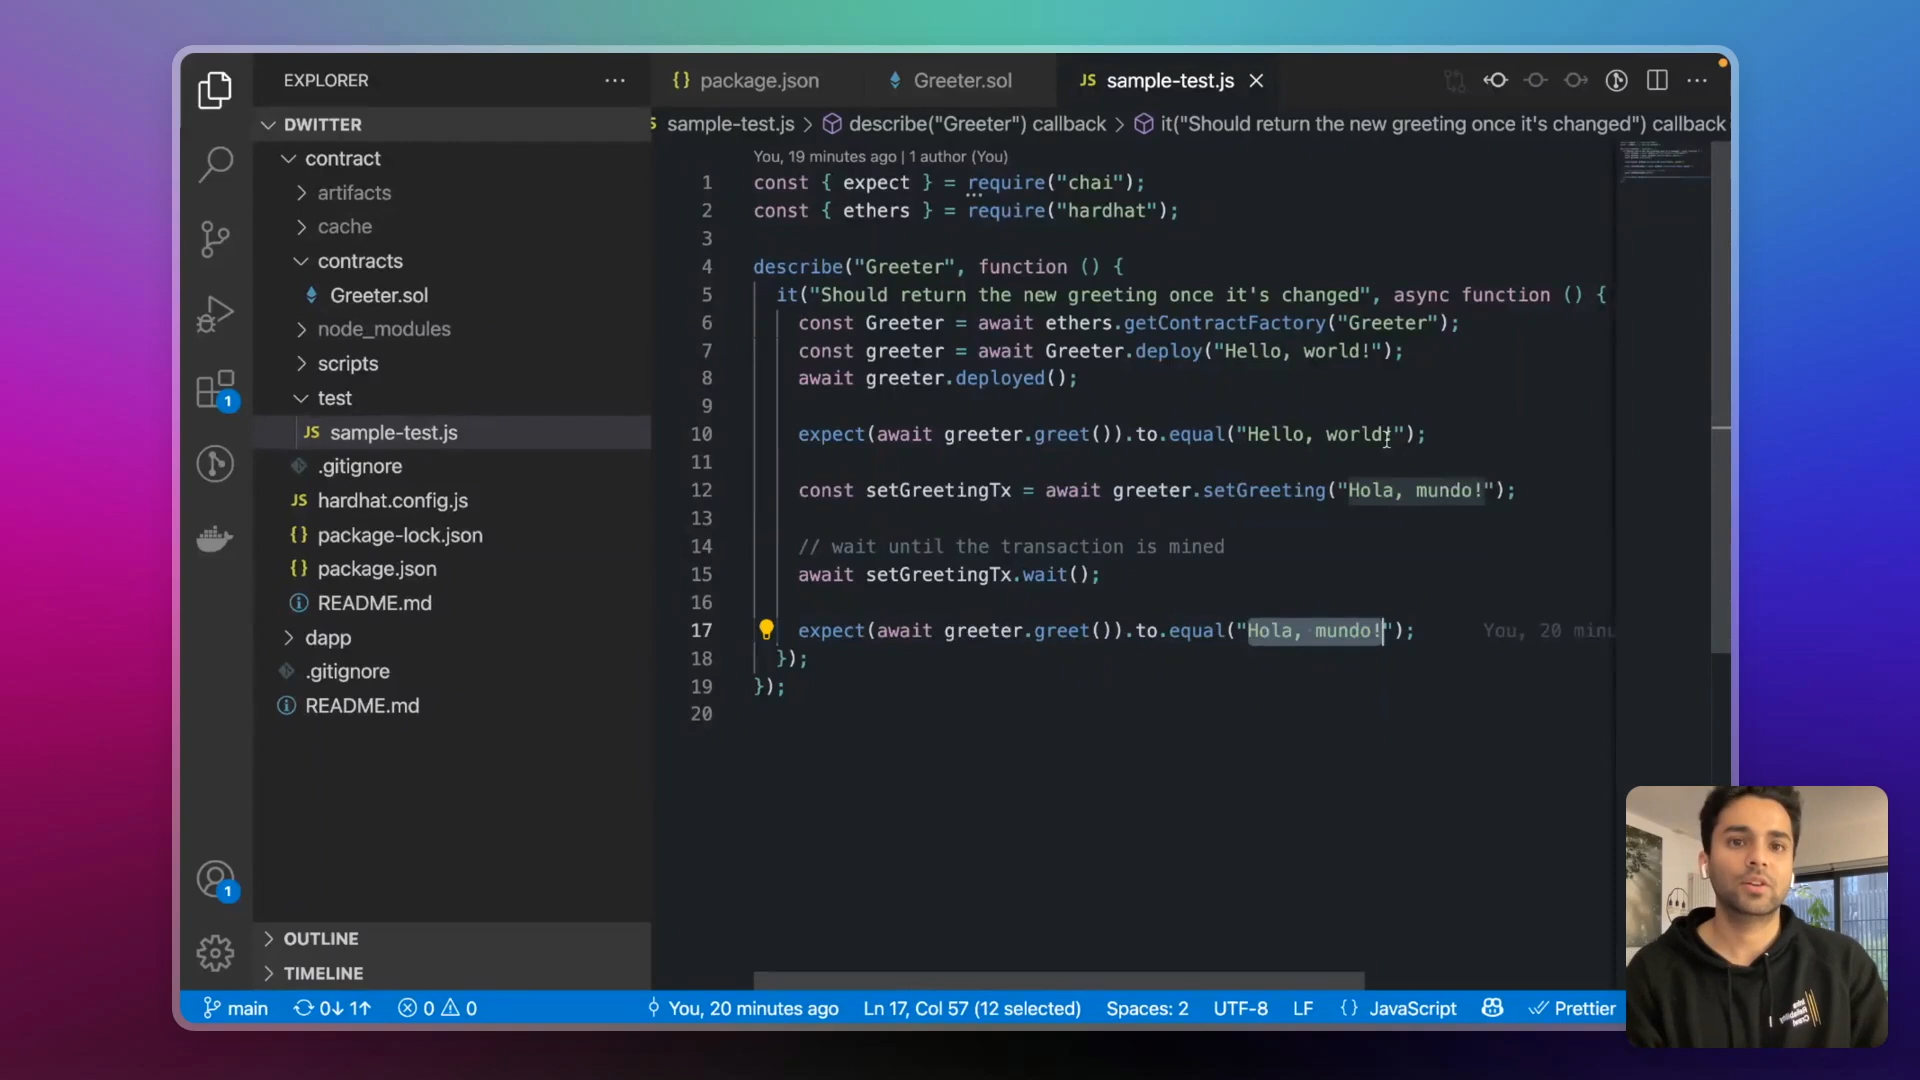 EXPLORER
DWITTER
contract
artifacts
cache
contracts
Greeter.sol
node_modules
scripts
test
JS sample-test.js
.gitignore
JS hardhat.config.js
{} package-lock.json
{} package.json
README.md
dapp
.gitignore
README.md
OUTLINE
TIMELINE
1
1
{} package.json
Greeter.sol
JS sample-test.js
sample-test.js > describe("Greeter") callback > it("Should return the new greeting once it's changed") callback
You, 19 minutes ago | 1 author (You)
1 const { expect } = require("chai");
2 const { ethers } = require("hardhat");
3
4 describe("Greeter", function () {
5 it("Should return the new greeting once it's changed", async function () {
6 const Greeter = await ethers.getContractFactory("Greeter");
7 const greeter = await Greeter.deploy("Hello, world!");
8 await greeter.deployed();
9
10 expect(await greeter.greet()).to.equal("Hello, world!");
11
12 const setGreetingTx = await greeter.setGreeting("Hola, mundo!");
13
14 // wait until the transaction is mined
15 await setGreetingTx.wait();
16
17 expect(await greeter.greet()).to.equal("Hola, mundo!"); You, 20 minu
18 });
19 });
20
main 0↓ 1↑ 0 0 You, 20 minutes ago Ln 17, Col 57 (12 selected) Spaces: 2 UTF-8 LF {} JavaScript Prettier